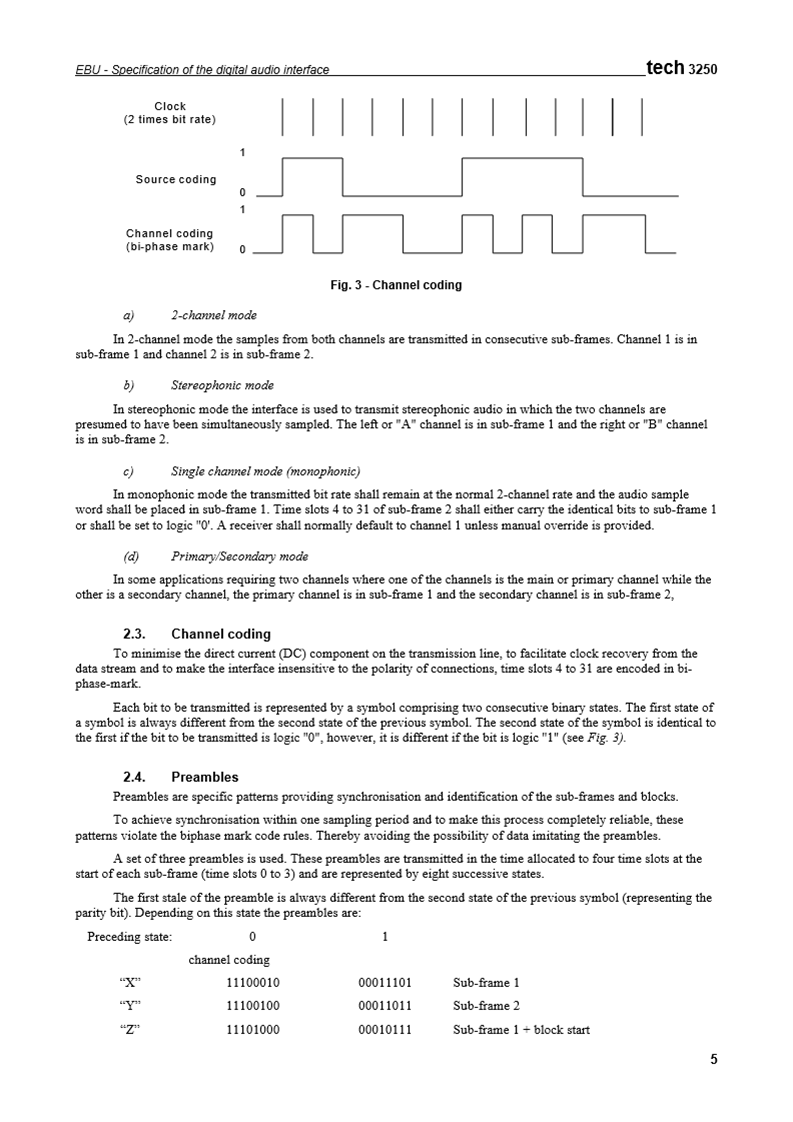 EBU - Specification of the digital audio interface tech 3250
Clock
(2 times bit rate)
1
Source coding
0
1
Channel coding
(bi-phase mark)
0
Fig. 3 - Channel coding
a) 2-channel mode
In 2-channel mode the samples from both channels are transmitted in consecutive sub-frames. Channel 1 is in
sub-frame 1 and channel 2 is in sub-frame 2.
b) Stereophonic mode
In stereophonic mode the interface is used to transmit stereophonic audio in which the two channels are
presumed to have been simultaneously sampled. The left or "A" channel is in sub-frame 1 and the right or "B" channel
is in sub-frame 2.
c) Single channel mode (monophonic)
In monophonic mode the transmitted bit rate shall remain at the normal 2-channel rate and the audio sample
word shall be placed in sub-frame 1. Time slots 4 to 31 of sub-frame 2 shall either carry the identical bits to sub-frame 1
or shall be set to logic "0'. A receiver shall normally default to channel 1 unless manual override is provided.
(d) Primary/Secondary mode
In some applications requiring two channels where one of the channels is the main or primary channel while the
other is a secondary channel, the primary channel is in sub-frame 1 and the secondary channel is in sub-frame 2,
2.3. Channel coding
To minimise the direct current (DC) component on the transmission line, to facilitate clock recovery from the
data stream and to make the interface insensitive to the polarity of connections, time slots 4 to 31 are encoded in bi-
phase-mark.
Each bit to be transmitted is represented by a symbol comprising two consecutive binary states. The first state of
a symbol is always different from the second state of the previous symbol. The second state of the symbol is identical to
the first if the bit to be transmitted is logic "0", however, it is different if the bit is logic "1" (see Fig. 3).
2.4. Preambles
Preambles are specific patterns providing synchronisation and identification of the sub-frames and blocks.
To achieve synchronisation within one sampling period and to make this process completely reliable, these
patterns violate the biphase mark code rules. Thereby avoiding the possibility of data imitating the preambles.
A set of three preambles is used. These preambles are transmitted in the time allocated to four time slots at the
start of each sub-frame (time slots 0 to 3) and are represented by eight successive states.
The first stale of the preamble is always different from the second state of the previous symbol (representing the
parity bit). Depending on this state the preambles are:
Preceding state: 0 1
channel coding
“X” 11100010 00011101 Sub-frame 1
“Y” 11100100 00011011 Sub-frame 2
“Z” 11101000 00010111 Sub-frame 1 + block start
5